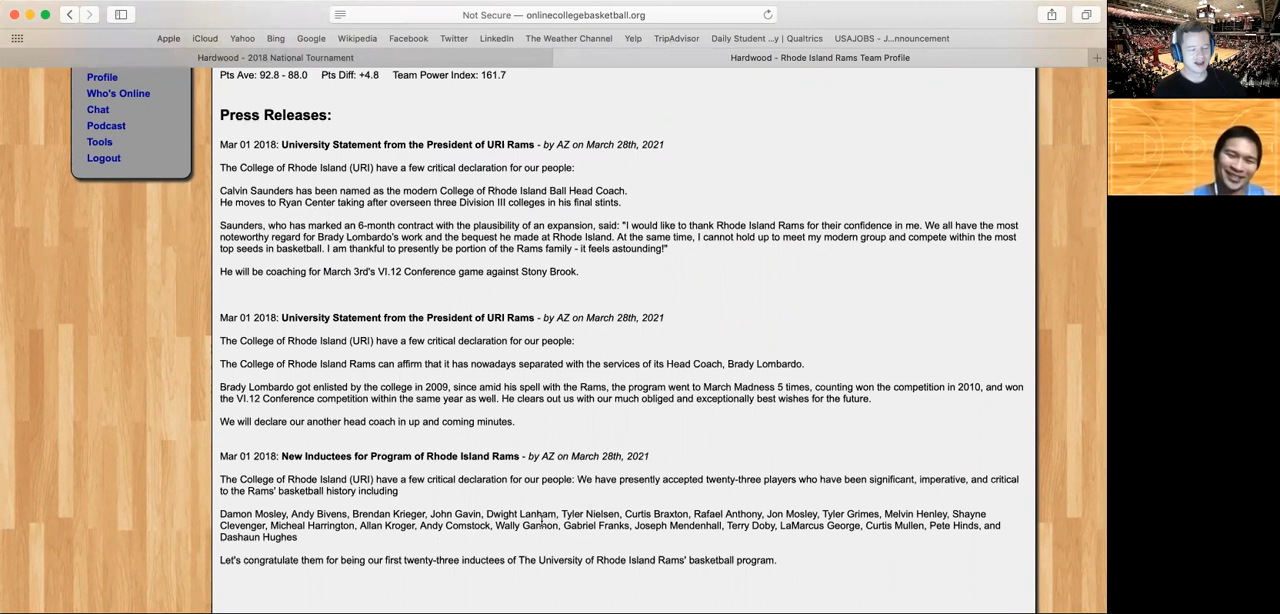 Not Secure — onlinecollegebasketball.org
Apple iCloud Yahoo Bing Google Wikipedia Facebook Twitter LinkedIn The Weather Channel Yelp TripAdvisor Daily Student ...y | Qualtrics USAJOBS - J...nnouncement
Hardwood - 2018 National Tournament
Hardwood - Rhode Island Rams Team Profile
Profile
Who's Online
Chat
Podcast
Tools
Logout
Pts Ave: 92.8 - 88.0 Pts Diff: +4.8 Team Power Index: 161.7
Press Releases:
Mar 01 2018: University Statement from the President of URI Rams - by AZ on March 28th, 2021
The College of Rhode Island (URI) have a few critical declaration for our people:
Calvin Saunders has been named as the modern College of Rhode Island Ball Head Coach.
He moves to Ryan Center taking after overseen three Division III colleges in his final stints.
Saunders, who has marked an 6-month contract with the plausibility of an expansion, said: "I would like to thank Rhode Island Rams for their confidence in me. We all have the most
noteworthy regard for Brady Lombardo's work and the bequest he made at Rhode Island. At the same time, I cannot hold up to meet my modern group and compete within the most
top seeds in basketball. I am thankful to presently be portion of the Rams family - it feels astounding!"
He will be coaching for March 3rd's VI.12 Conference game against Stony Brook.
Mar 01 2018: University Statement from the President of URI Rams - by AZ on March 28th, 2021
The College of Rhode Island (URI) have a few critical declaration for our people:
The College of Rhode Island Rams can affirm that it has nowadays separated with the services of its Head Coach, Brady Lombardo.
Brady Lombardo got enlisted by the college in 2009, since amid his spell with the Rams, the program went to March Madness 5 times, counting won the competition in 2010, and won
the VI.12 Conference competition within the same year as well. He clears out us with our much obliged and exceptionally best wishes for the future.
We will declare our another head coach in up and coming minutes.
Mar 01 2018: New Inductees for Program of Rhode Island Rams - by AZ on March 28th, 2021
The College of Rhode Island (URI) have a few critical declaration for our people: We have presently accepted twenty-three players who have been significant, imperative, and critical
to the Rams' basketball history including
Damon Mosley, Andy Bivens, Brendan Krieger, John Gavin, Dwight Lanham, Tyler Nielsen, Curtis Braxton, Rafael Anthony, Jon Mosley, Tyler Grimes, Melvin Henley, Shayne
Clevenger, Micheal Harrington, Allan Kroger, Andy Comstock, Wally Gannon, Gabriel Franks, Joseph Mendenhall, Terry Doby, LaMarcus George, Curtis Mullen, Pete Hinds, and
Dashaun Hughes
Let's congratulate them for being our first twenty-three inductees of The University of Rhode Island Rams' basketball program.